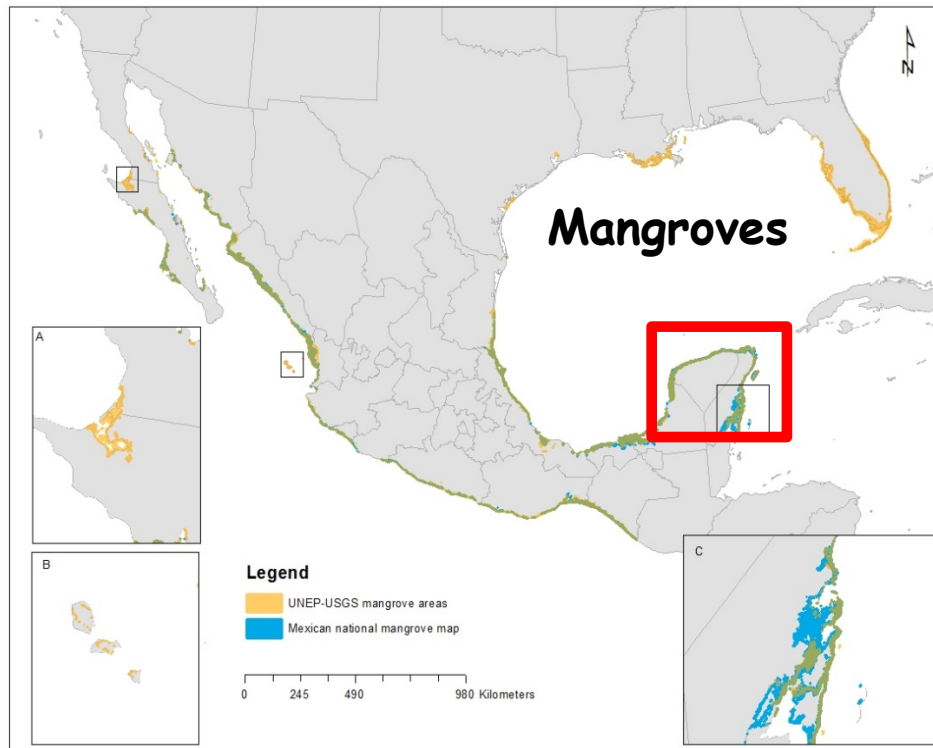 N
Mangroves
A
B
C
Legend
UNEP-USGS mangrove areas
Mexican national mangrove map
0 245 490 980 Kilometers